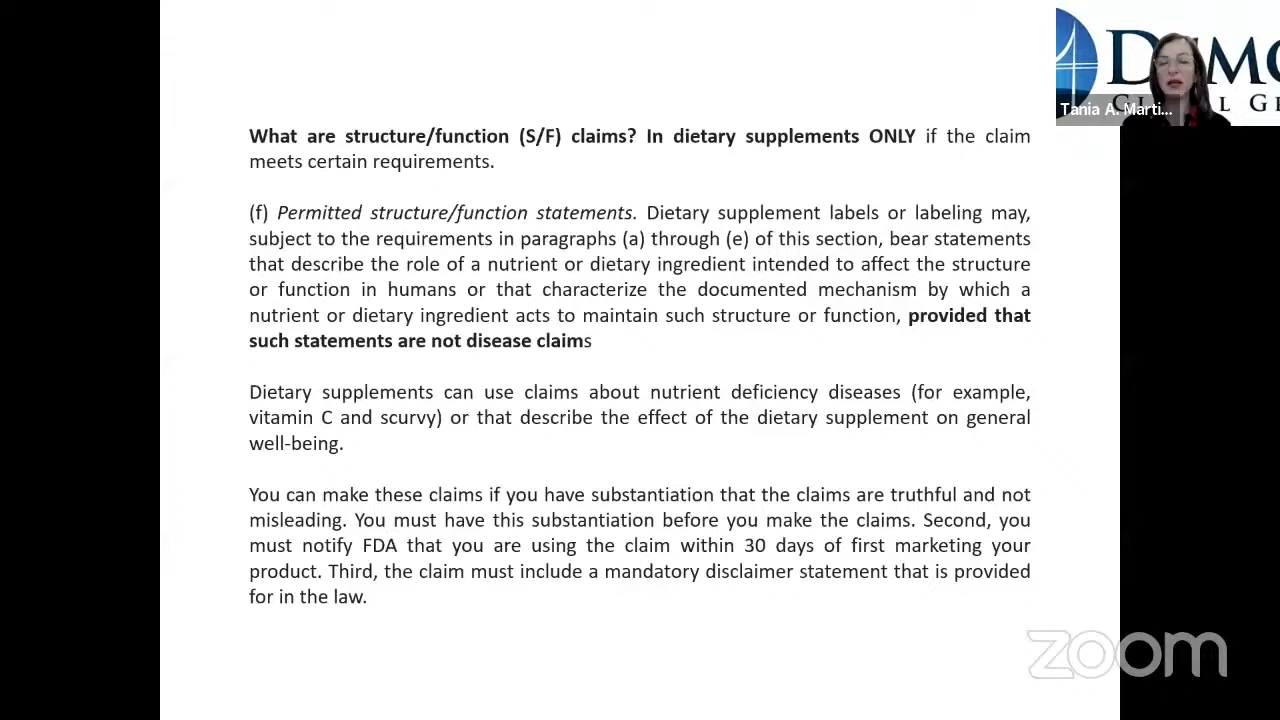 What are structure/function (S/F) claims? In dietary supplements ONLY if the claim
meets certain requirements.
(f) Permitted structure/function statements. Dietary supplement labels or labeling may,
subject to the requirements in paragraphs (a) through (e) of this section, bear statements
that describe the role of a nutrient or dietary ingredient intended to affect the structure
or function in humans or that characterize the documented mechanism by which a
nutrient or dietary ingredient acts to maintain such structure or function, provided that
such statements are not disease claims
Dietary supplements can use claims about nutrient deficiency diseases (for example,
vitamin C and scurvy) or that describe the effect of the dietary supplement on general
well-being.
You can make these claims if you have substantiation that the claims are truthful and not
misleading. You must have this substantiation before you make the claims. Second, you
must notify FDA that you are using the claim within 30 days of first marketing your
product. Third, the claim must include a mandatory disclaimer statement that is provided
for in the law.
Tania A. Marti...
zoom